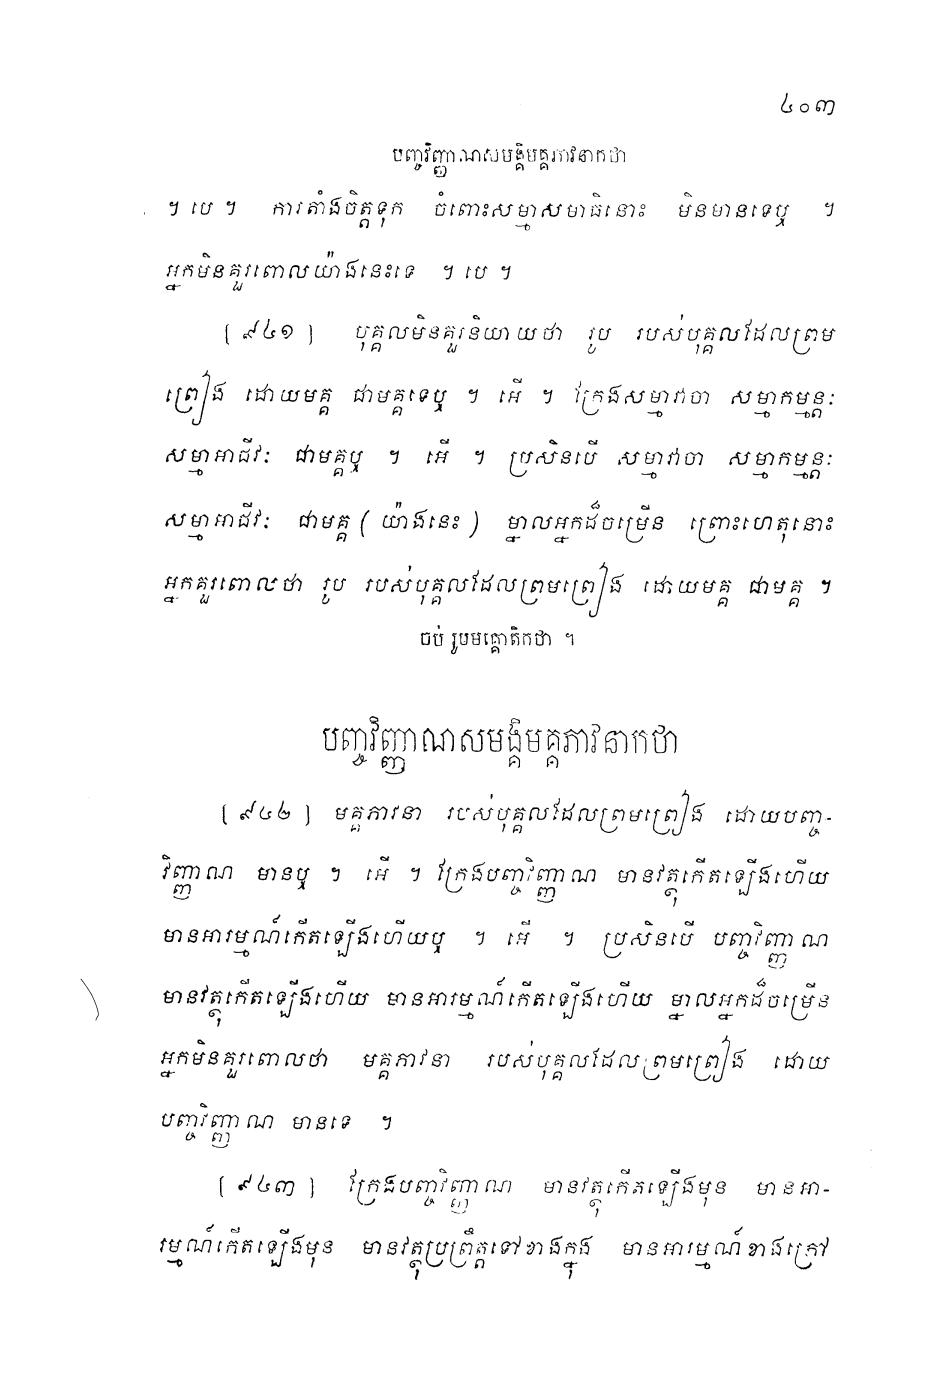 ៤០៣
បញ្ចវិញ្ញាណសមង្គិមគ្គភាវនាកថា
។ បេ ។ ការតាំងចិត្តទុក ចំពោះសម្មាសមាធិនោះ មិនមានទេឬ ។
អ្នកមិនគួរពោលយ៉ាងនេះទេ ។ បេ ។
[ ៩៤១ ] បុគ្គលមិនគួរនិយាយថា រូប របស់បុគ្គលដែលព្រម
ព្រៀង ដោយមគ្គ ជាមគ្គទេឬ ។ អើ ។ ក្រែងសម្មាវាចា សម្មាកម្មន្តៈ
សម្មាអាជីវៈ ជាមគ្គឬ ។ អើ ។ ប្រសិនបើ សម្មាវាចា សម្មាកម្មន្តៈ
សម្មាអាជីវៈ ជាមគ្គ ( យ៉ាងនេះ ) ម្នាលអ្នកដ៏ចម្រើន ព្រោះហេតុនោះ
អ្នកគួរពោលថា រូប របស់បុគ្គលដែលព្រមព្រៀង ដោយមគ្គ ជាមគ្គ ។
ចប់ រូបមគ្គោតិកថា ។
បញ្ចវិញ្ញាណសមង្គិមគ្គភាវនាកថា
[ ៩៤២ ] មគ្គភាវនា របស់បុគ្គលដែលព្រមព្រៀង ដោយបញ្ច-
វិញ្ញាណ មានឬ ។ អើ ។ ក្រែងបញ្ចវិញ្ញាណ មានវត្ថុកើតឡើងហើយ
មានអារម្មណ៍កើតឡើងហើយឬ ។ អើ ។ ប្រសិនបើ បញ្ចវិញ្ញាណ
មានវត្ថុកើតឡើងហើយ មានអារម្មណ៍កើតឡើងហើយ ម្នាលអ្នកដ៏ចម្រើន
អ្នកមិនគួរពោលថា មគ្គភាវនា របស់បុគ្គលដែលព្រមព្រៀង ដោយ
បញ្ចវិញ្ញាណ មានទេ ។
[ ៩៤៣ ] ក្រែងបញ្ចវិញ្ញាណ មានវត្ថុកើតឡើងមុន មានអា-
រម្មណ៍កើតឡើងមុន មានវត្ថុប្រព្រឹត្តទៅខាងក្នុង មានអារម្មណ៍ខាងក្រៅ